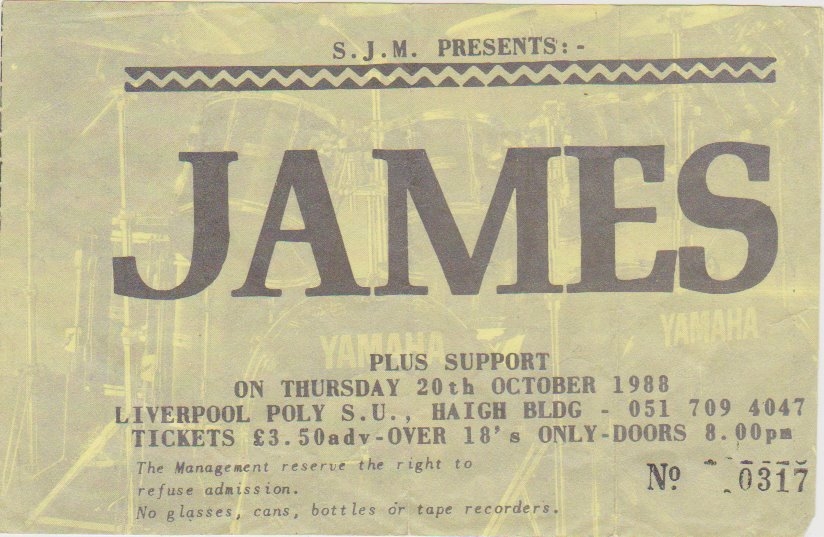 S.J.M. PRESENTS:-
JAMES
YAMAHA
YAMAHA
PLUS SUPPORT
ON THURSDAY 20th OCTOBER 1988
LIVERPOOL POLY S.U., HAIGH BLDG - 051 709 4047
TICKETS £3.50adv-OVER 18's ONLY-DOORS 8.00pm
The Management reserve the right to
refuse admission.
No glasses, cans, bottles or tape recorders.
Nº 0317